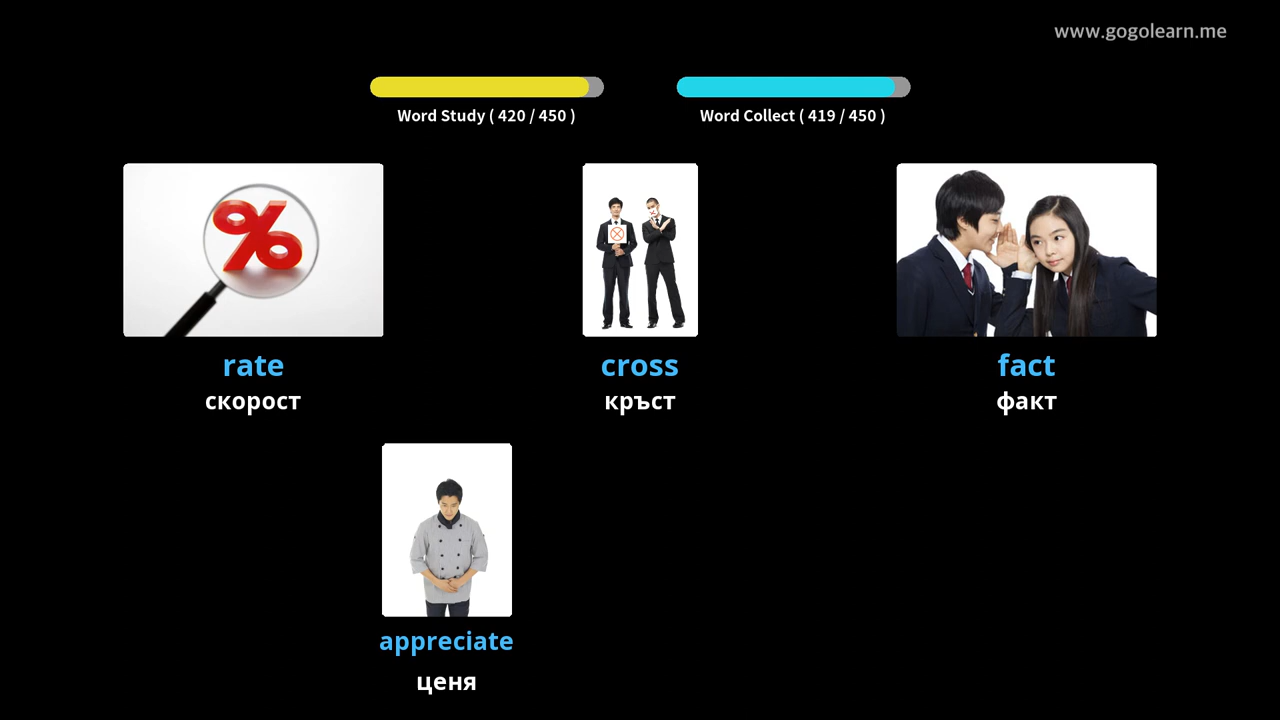 www.gogolearn.me
Word Study ( 420 / 450 )
Word Collect ( 419 / 450 )
rate
скорост
cross
кръст
fact
факт
appreciate
ценя